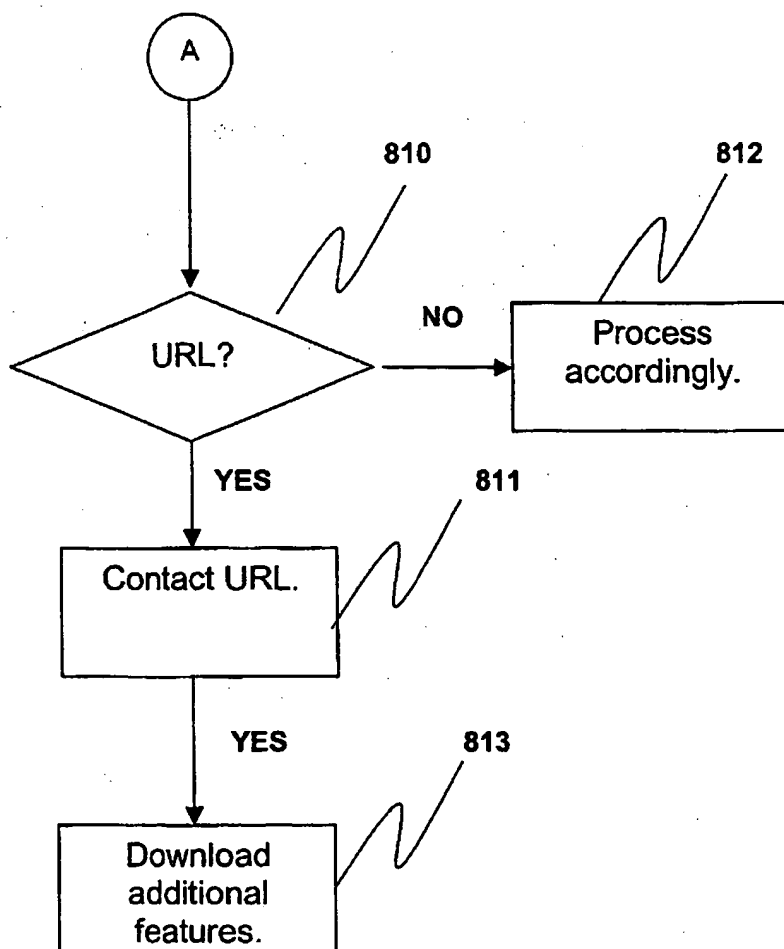 A
810
812
URL?
NO
Process
accordingly.
YES
811
Contact URL.
YES
813
Download
additional
features.